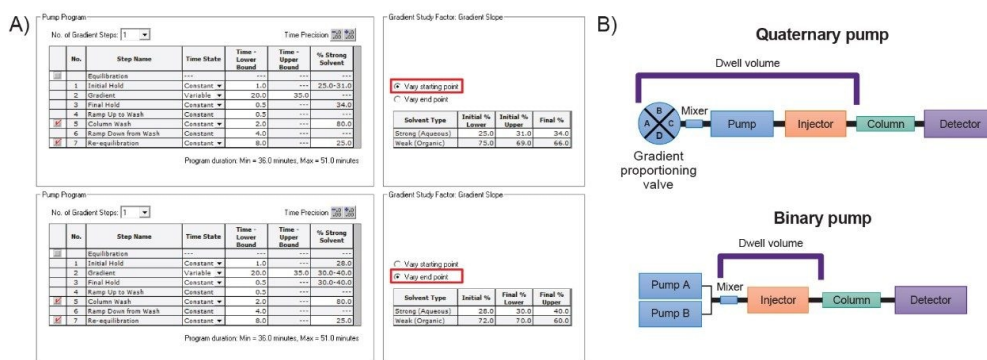 A)
Pump Program
No. of Gradient Steps: 1
Time Precision
No. Step Name Time State Time - Lower Bound Time - Upper Bound % Strong Solvent
Equilibration --- --- --- ---
1 Initial Hold Constant 1.0 --- 25.0-31.0
2 Gradient Variable 20.0 35.0 ---
3 Final Hold Constant 0.5 --- 34.0
4 Ramp Up to Wash Constant 0.5 --- ---
5 Column Wash Constant 2.0 --- 80.0
6 Ramp Down from Wash Constant 4.0 --- ---
7 Re-equilibration Constant 8.0 --- 25.0
Program duration: Min = 36.0 minutes, Max = 51.0 minutes
Gradient Study Factor: Gradient Slope
Vary starting point
Vary end point
Solvent Type Initial % Lower Initial % Upper Final %
Strong (Aqueous) 25.0 31.0 34.0
Weak (Organic) 75.0 69.0 66.0
Pump Program
No. of Gradient Steps: 1
Time Precision
No. Step Name Time State Time - Lower Bound Time - Upper Bound % Strong Solvent
Equilibration --- --- --- ---
1 Initial Hold Constant 1.0 --- 28.0
2 Gradient Variable 20.0 35.0 30.0-40.0
3 Final Hold Constant 0.5 --- 30.0-40.0
4 Ramp Up to Wash Constant 0.5 --- ---
5 Column Wash Constant 2.0 --- 80.0
6 Ramp Down from Wash Constant 4.0 --- ---
7 Re-equilibration Constant 8.0 --- 25.0
Program duration: Min = 36.0 minutes, Max = 51.0 minutes
Gradient Study Factor: Gradient Slope
Vary starting point
Vary end point
Solvent Type Initial % Final % Lower Final % Upper
Strong (Aqueous) 28.0 30.0 40.0
Weak (Organic) 72.0 70.0 60.0
B)
Quaternary pump
Dwell volume
A B C D
Mixer
Pump
Injector
Column
Detector
Gradient
proportioning
valve
Binary pump
Dwell volume
Pump A
Pump B
Mixer
Injector
Column
Detector